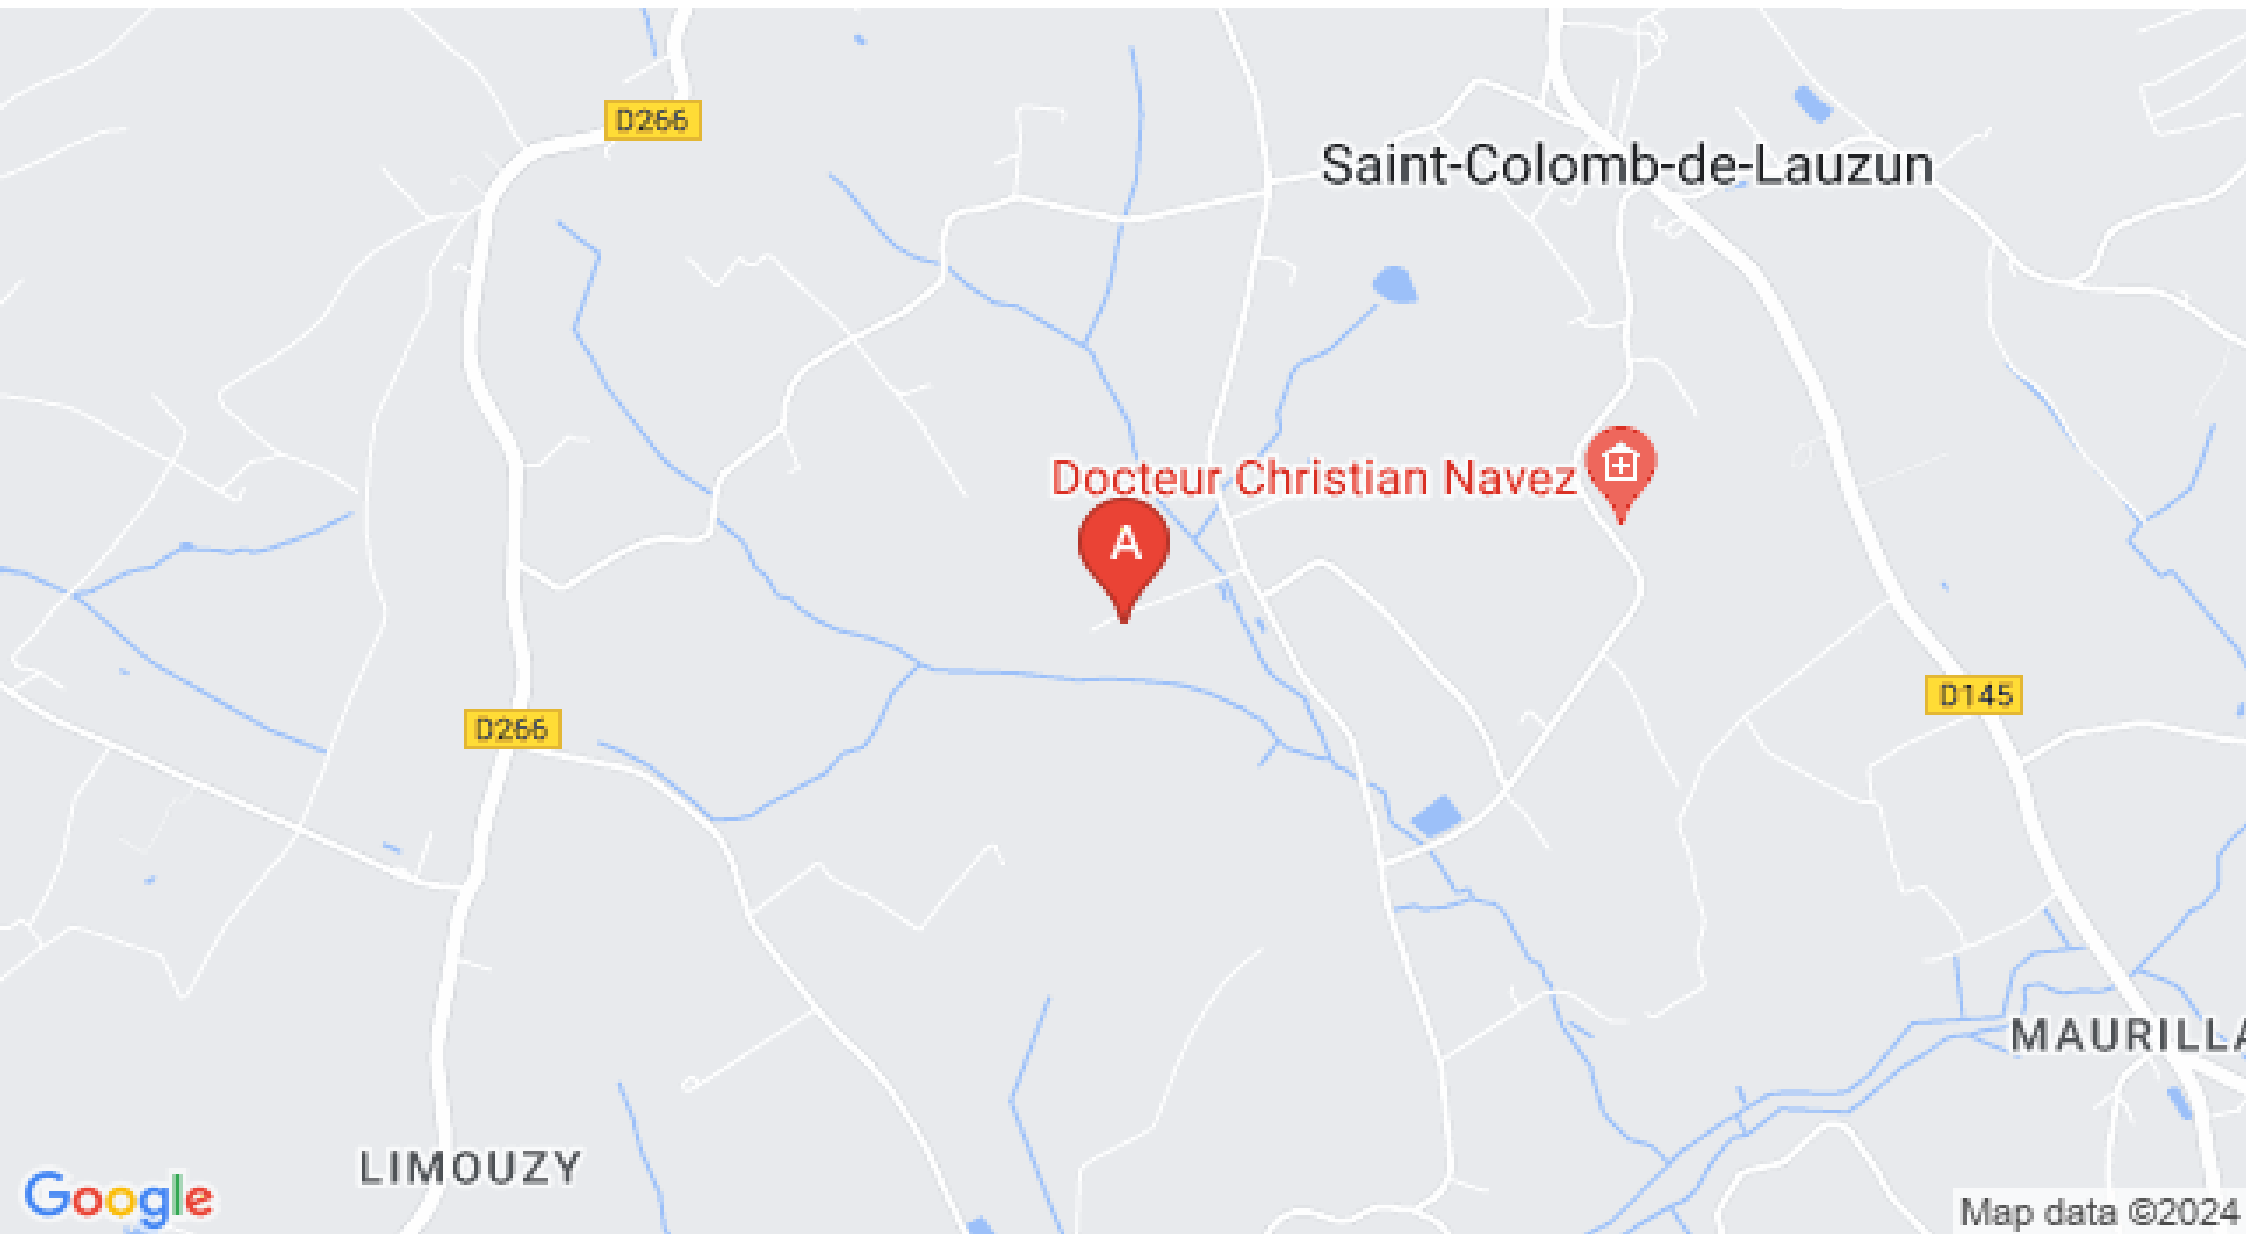 D266
Saint-Colomb-de-Lauzun
Docteur Christian Navez
A
D266
D145
MAURILLA
LIMOUZY
Google
Map data ©2024